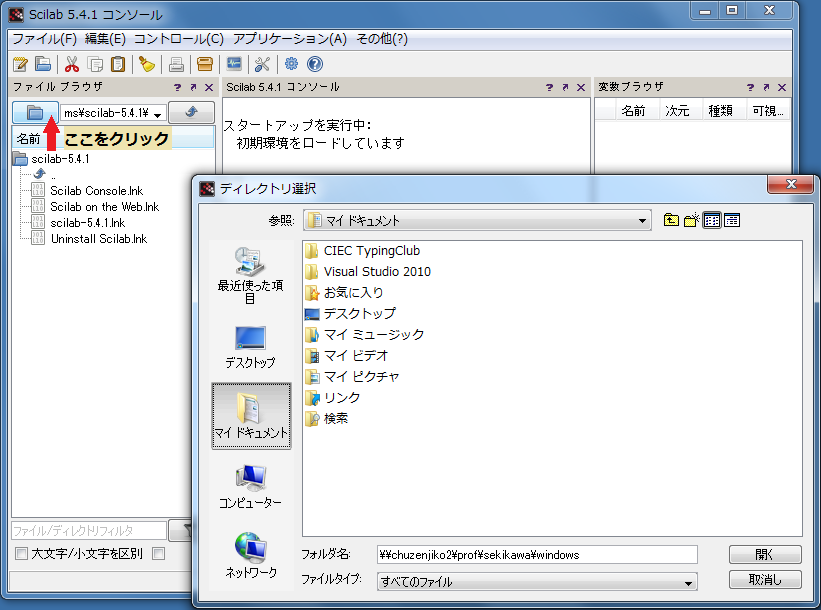 Scilab 5.4.1 コンソール
ファイル(F) 編集(E) コントロール(C) アプリケーション(A) その他(?)
ファイル ブラウザ
Scilab 5.4.1 コンソール
変数ブラウザ
ms¥scilab-5.4.1¥
名前
ここをクリック
scilab-5.4.1
..
Scilab Console.lnk
Scilab on the Web.lnk
scilab-5.4.1.lnk
Uninstall Scilab.lnk
スタートアップを実行中:
初期環境をロードしています
名前 次元 種類 可視...
ディレクトリ選択
参照: マイ ドキュメント
最近使った項目
デスクトップ
マイ ドキュメント
コンピューター
ネットワーク
CIEC TypingClub
Visual Studio 2010
お気に入り
デスクトップ
マイ ミュージック
マイ ビデオ
マイ ピクチャ
リンク
検索
フォルダ名: ¥¥chuzenjiko2¥prof¥sekikawa¥windows 開く
ファイルタイプ: すべてのファイル 取消し
ファイル/ディレクトリフィルタ
大文字/小文字を区別